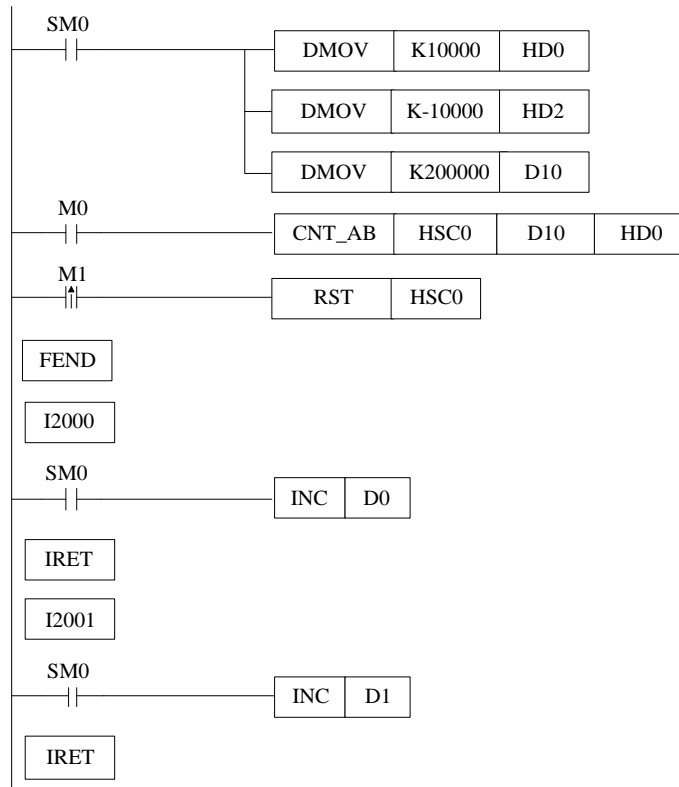 SM0
DMOV K10000 HD0
DMOV K-10000 HD2
DMOV K200000 D10
M0
CNT_AB HSC0 D10 HD0
M1
RST HSC0
FEND
I2000
SM0
INC D0
IRET
I2001
SM0
INC D1
IRET